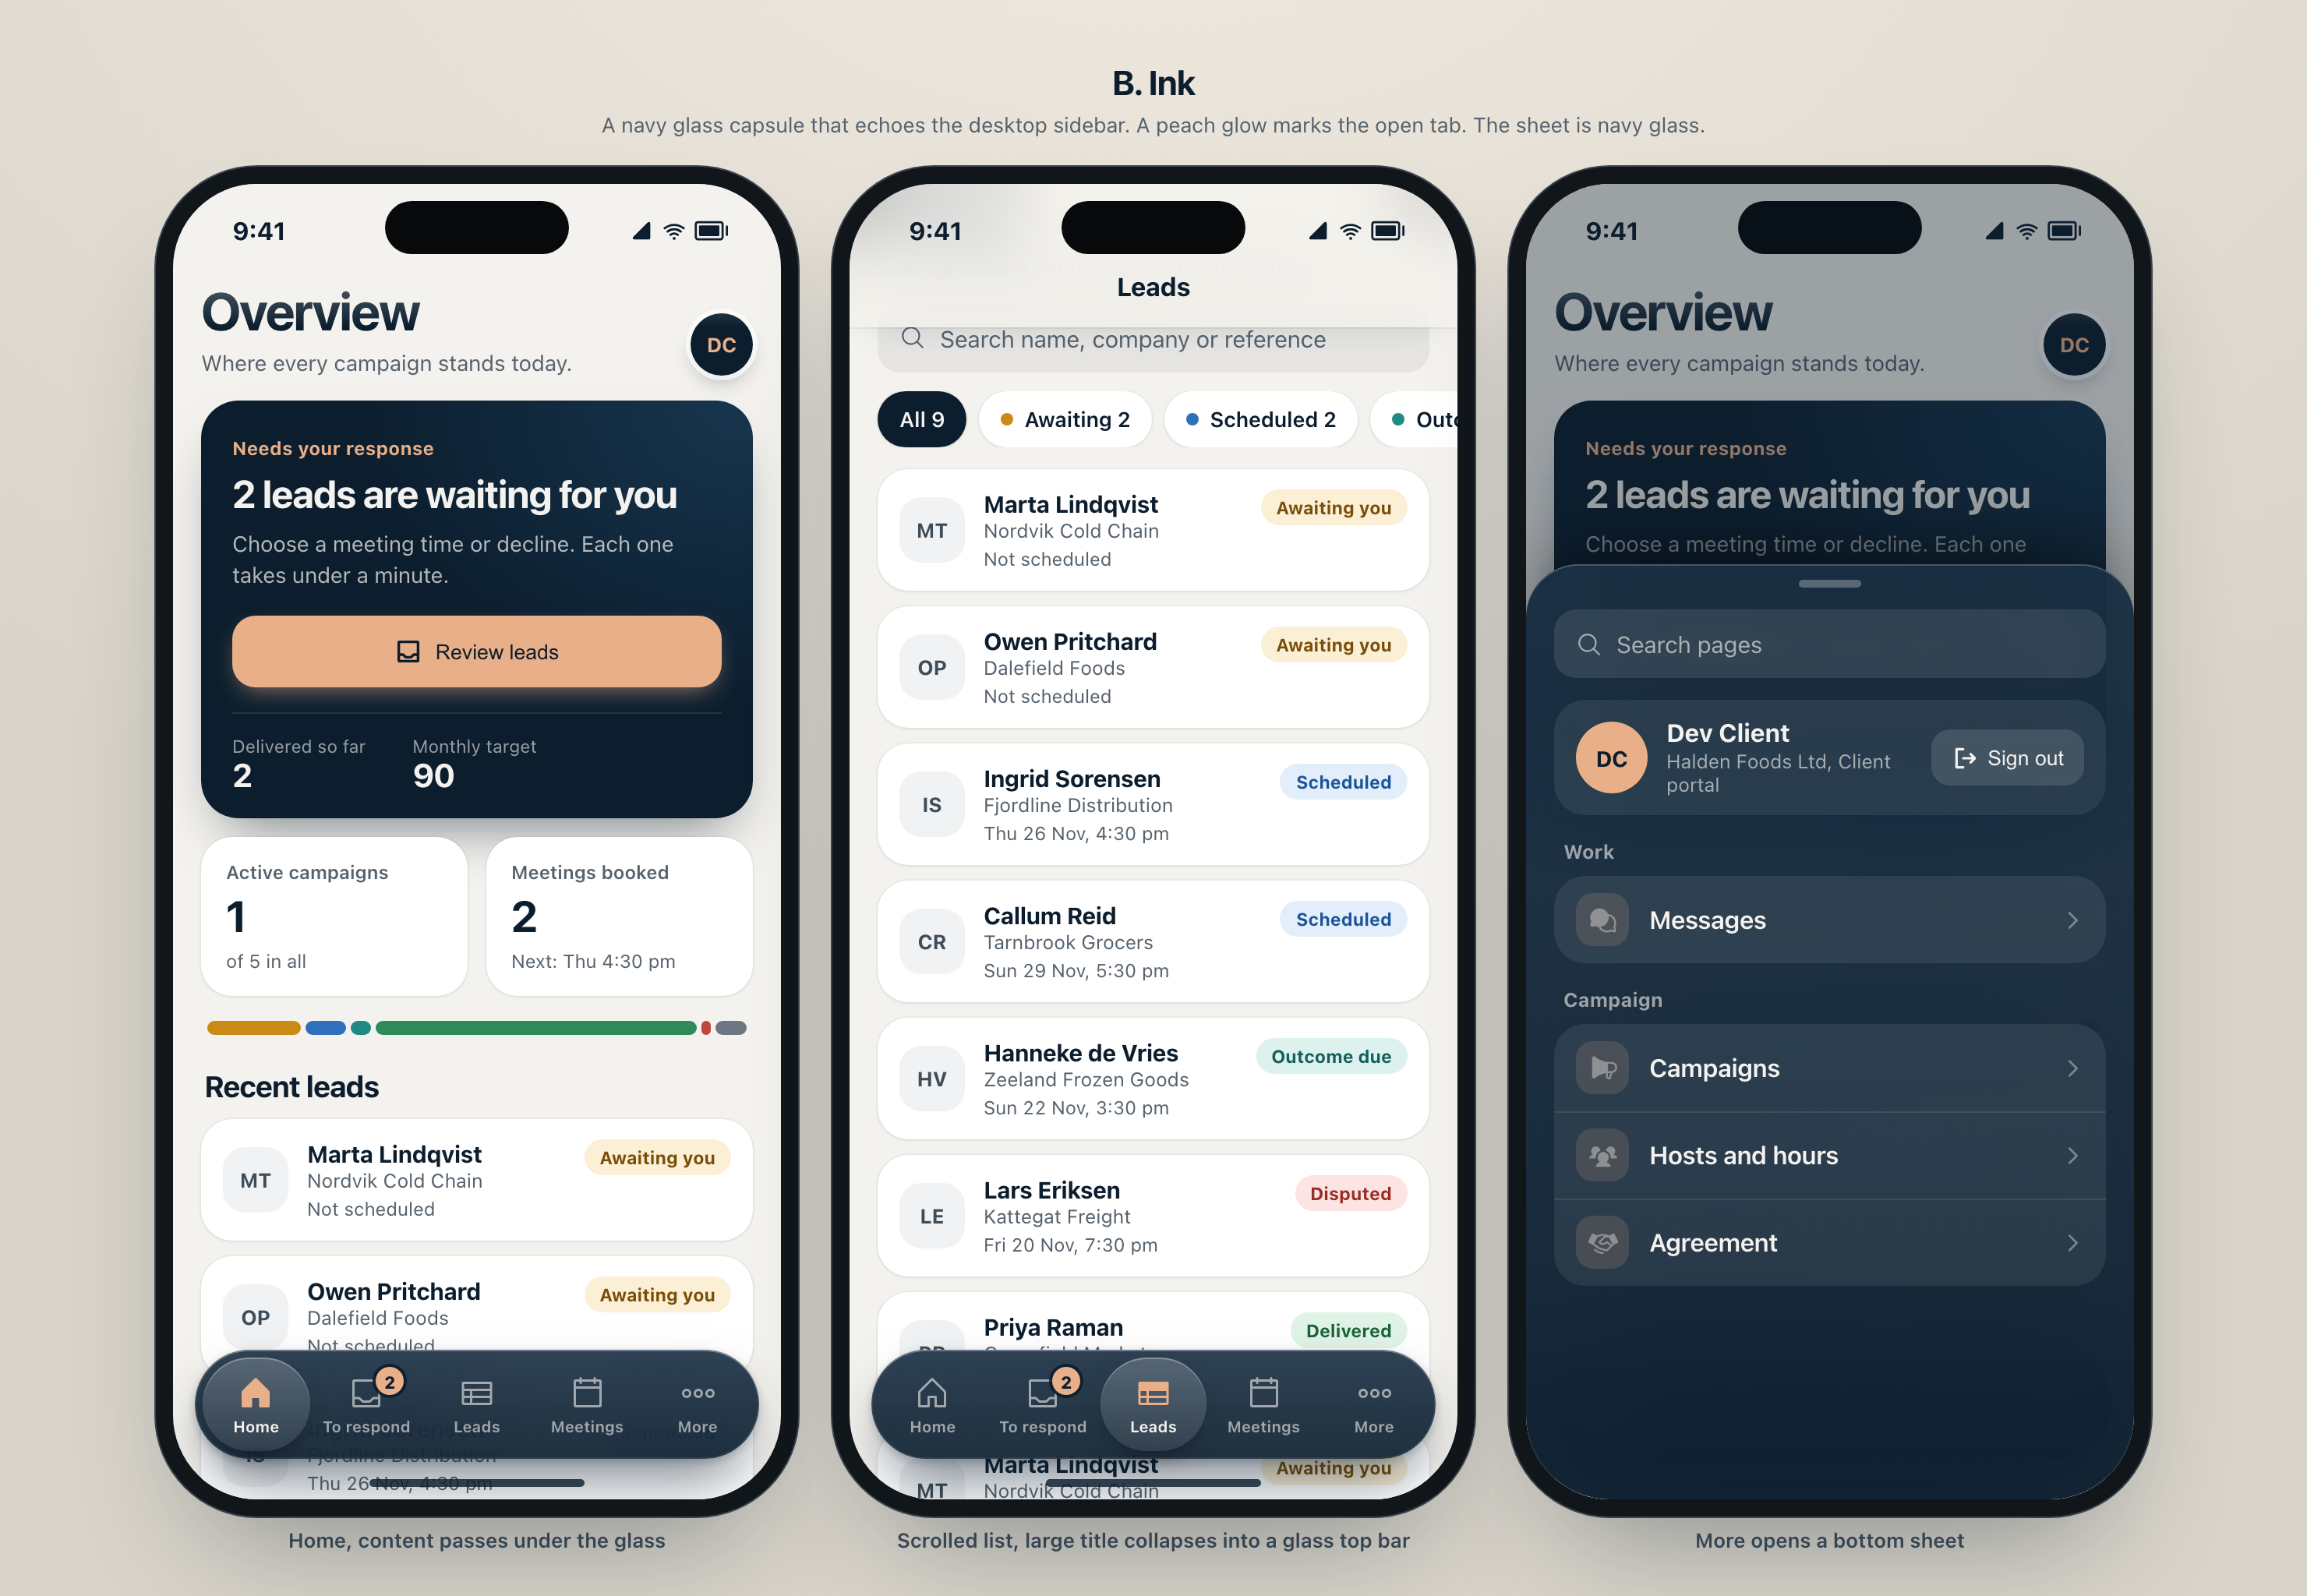 B. Ink
A navy glass capsule that echoes the desktop sidebar. A peach glow marks the open tab. The sheet is navy glass.
9:41
Overview
Where every campaign stands today.
DC
Needs your response
2 leads are waiting for you
Choose a meeting time or decline. Each one
takes under a minute.
Review leads
Delivered so far
2
Monthly target
90
Active campaigns
1
of 5 in all
Meetings booked
2
Next: Thu 4:30 pm
Recent leads
MT
Marta Lindqvist
Nordvik Cold Chain
Not scheduled
Awaiting you
OP
Owen Pritchard
Dalefield Foods
Not scheduled
Awaiting you
Home
2
To respond
Leads
Meetings
More
IS
Fjordline Distribution
Thu 26 Nov, 4:30 pm
Home, content passes under the glass
9:41
Leads
Search name, company or reference
All 9
Awaiting 2
Scheduled 2
Outc
MT
Marta Lindqvist
Nordvik Cold Chain
Not scheduled
Awaiting you
OP
Owen Pritchard
Dalefield Foods
Not scheduled
Awaiting you
IS
Ingrid Sorensen
Fjordline Distribution
Thu 26 Nov, 4:30 pm
Scheduled
CR
Callum Reid
Tarnbrook Grocers
Sun 29 Nov, 5:30 pm
Scheduled
HV
Hanneke de Vries
Zeeland Frozen Goods
Sun 22 Nov, 3:30 pm
Outcome due
LE
Lars Eriksen
Kattegat Freight
Fri 20 Nov, 7:30 pm
Disputed
Priya Raman
Delivered
Home
2
To respond
Leads
Meetings
More
MT
Marta Lindqvist
Nordvik Cold Chain
Awaiting you
Scrolled list, large title collapses into a glass top bar
9:41
Overview
Where every campaign stands today.
DC
Needs your response
2 leads are waiting for you
Choose a meeting time or decline. Each one
Search pages
DC
Dev Client
Halden Foods Ltd, Client
portal
Sign out
Work
Messages
Campaign
Campaigns
Hosts and hours
Agreement
More opens a bottom sheet